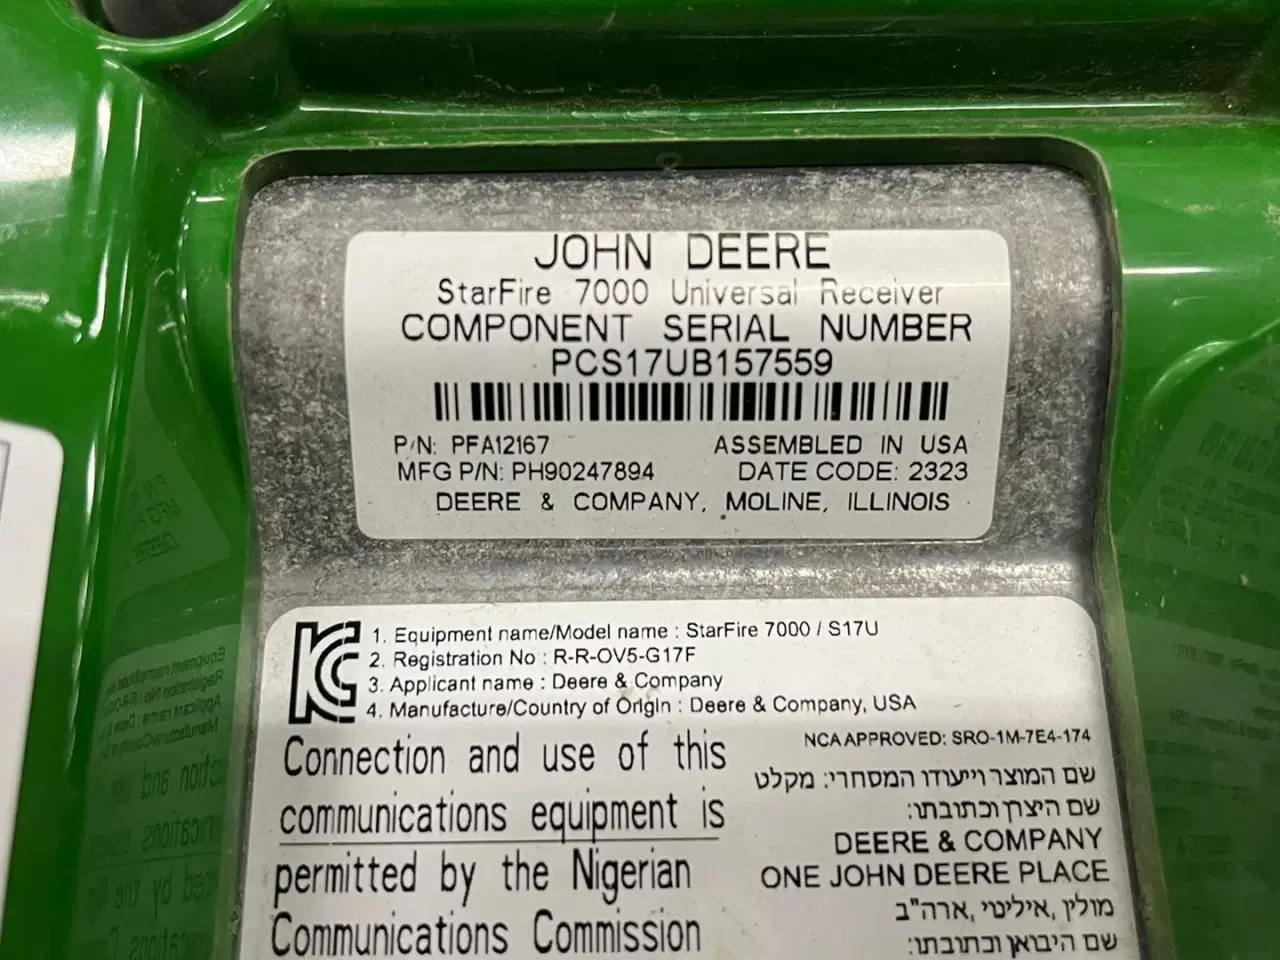 JOHN DEERE
StarFire 7000 Universal Receiver
COMPONENT SERIAL NUMBER
PCS17UB157559
P/N: PFA12167 ASSEMBLED IN USA
MFG P/N: PH90247894 DATE CODE: 2323
DEERE & COMPANY, MOLINE, ILLINOIS
1. Equipment name/Model name : StarFire 7000 / S17U
2. Registration No : R-R-OV5-G17F
3. Applicant name : Deere & Company
4. Manufacture/Country of Origin : Deere & Company, USA
Connection and use of this
communications equipment is
permitted by the Nigerian
Communications Commission
NCA APPROVED: SRO-1M-7E4-174
שם המוצר וייעודו המסחרי: מקלט
שם היצרן וכתובתו:
DEERE & COMPANY
ONE JOHN DEERE PLACE
מולין, אילינוי, ארה"ב
שם היבואן וכתובתו: